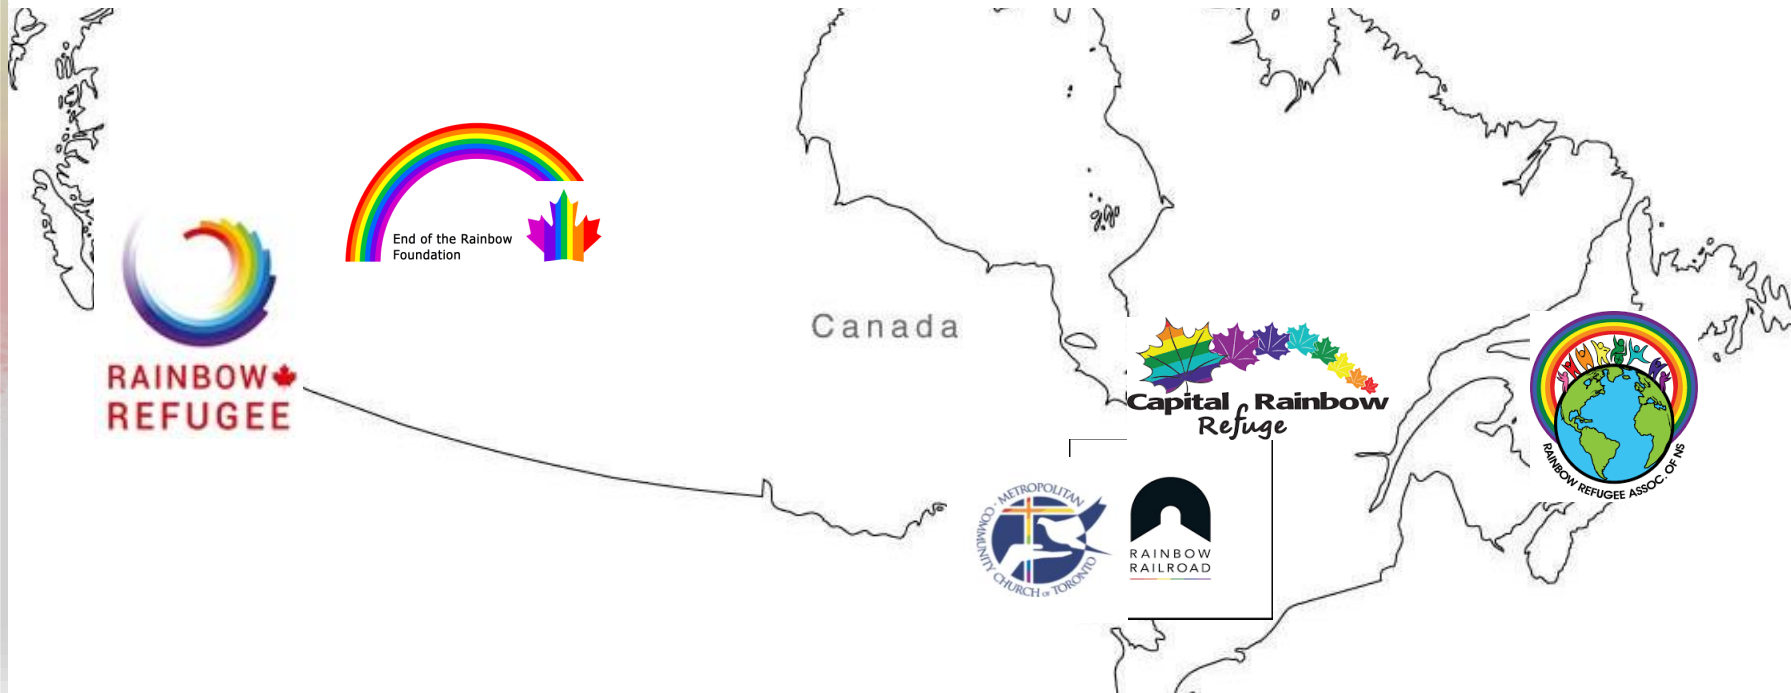 End of the Rainbow
Foundation
RAINBOW
REFUGEE
Canada
Capital Rainbow
Refuge
METROPOLITAN
COMMUNITY CHURCH OF TORONTO
RAINBOW
RAILROAD
RAINBOW REFUGEE ASSOC. OF NS